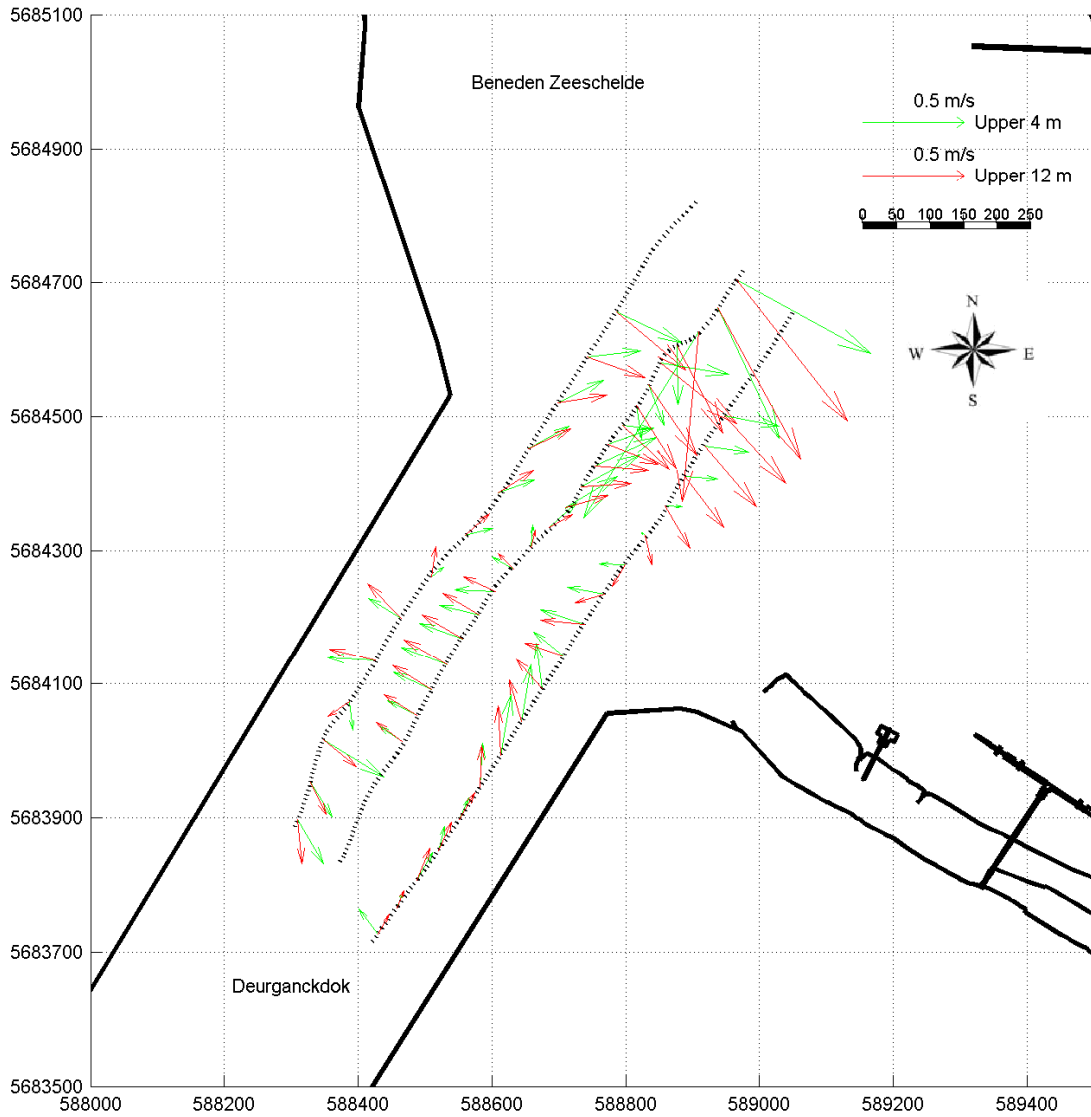 5685100
5684900
5684700
5684500
5684300
5684100
5683900
5683700
5683500
Beneden Zeeschelde
0.5 m/s
Upper 4 m
0.5 m/s
Upper 12 m
0 50 100 150 200 250
N
W E
S
Deurganckdok
588000 588200 588400 588600 588800 589000 589200 589400